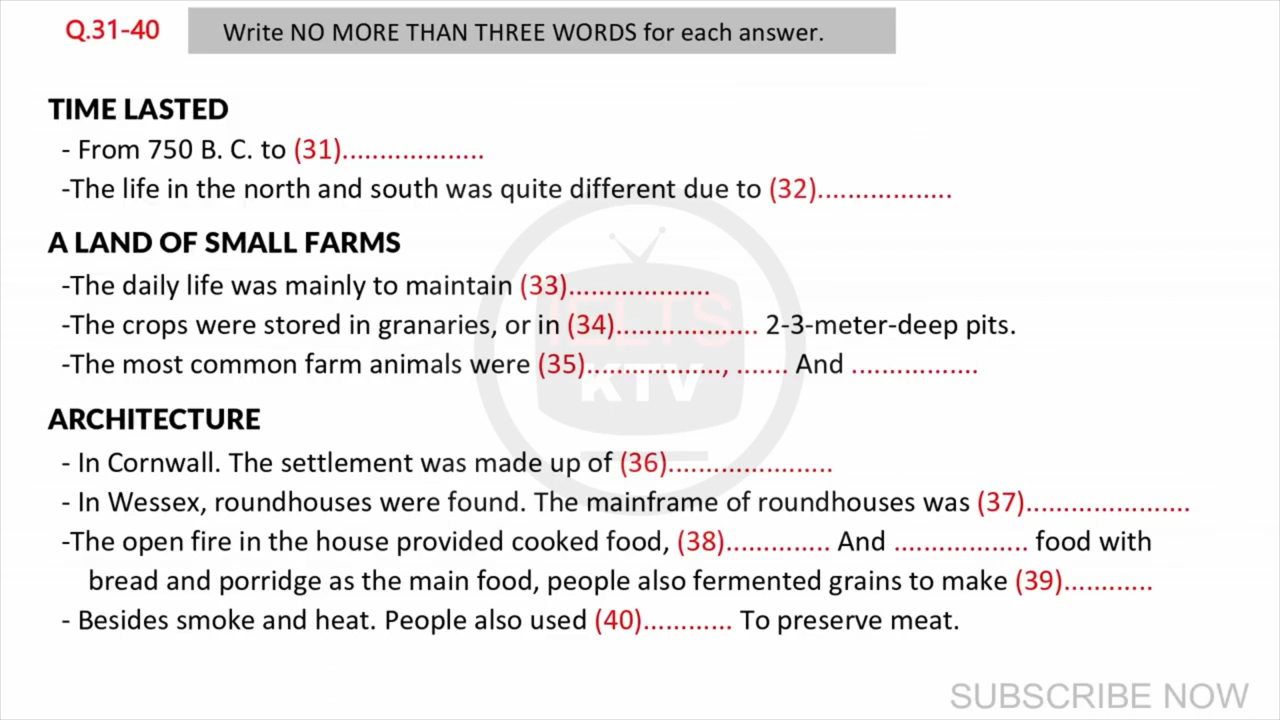 Q.31-40
Write NO MORE THAN THREE WORDS for each answer.
TIME LASTED
- From 750 B. C. to (31)...................
-The life in the north and south was quite different due to (32)..................
A LAND OF SMALL FARMS
-The daily life was mainly to maintain (33)...................
-The crops were stored in granaries, or in (34)................... 2-3-meter-deep pits.
-The most common farm animals were (35).................., ....... And .................
ARCHITECTURE
- In Cornwall. The settlement was made up of (36)......................
- In Wessex, roundhouses were found. The mainframe of roundhouses was (37)......................
-The open fire in the house provided cooked food, (38).............. And .................. food with
bread and porridge as the main food, people also fermented grains to make (39)............
- Besides smoke and heat. People also used (40)............ To preserve meat.
IELTS
KTV
SUBSCRIBE NOW